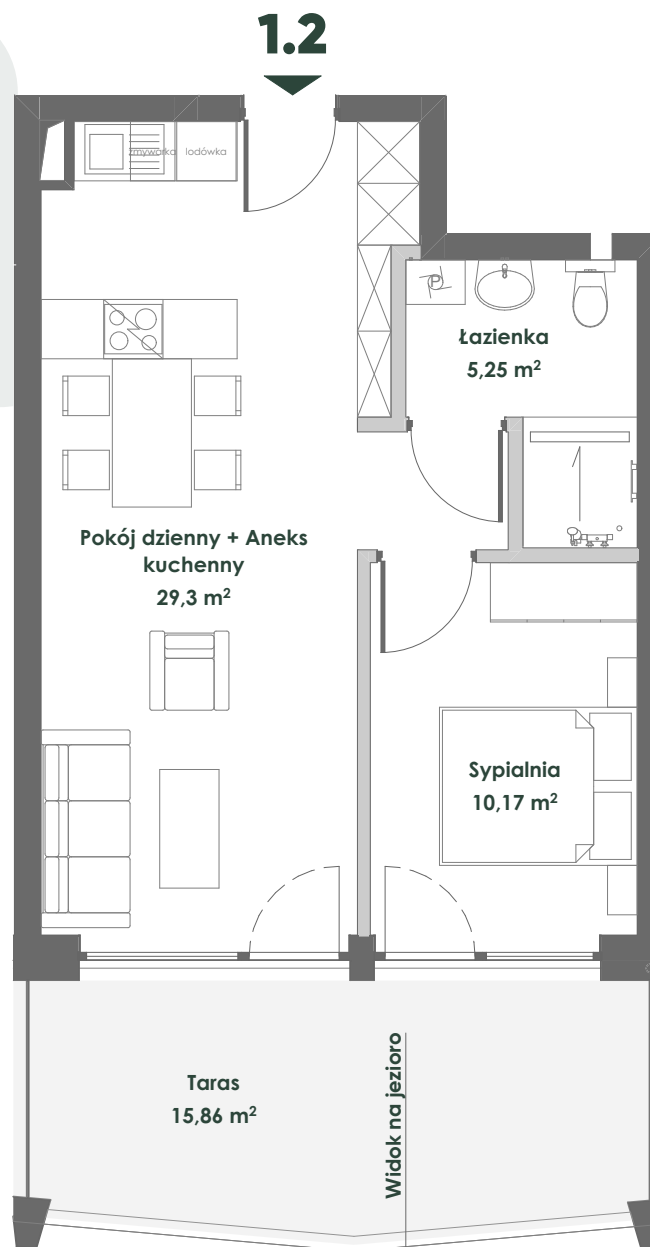 1.2
zmywarka lodówka
P
Łazienka
5,25 m²
Pokój dzienny + Aneks
kuchenny
29,3 m²
Sypialnia
10,17 m²
Taras
15,86 m²
Widok na jezioro